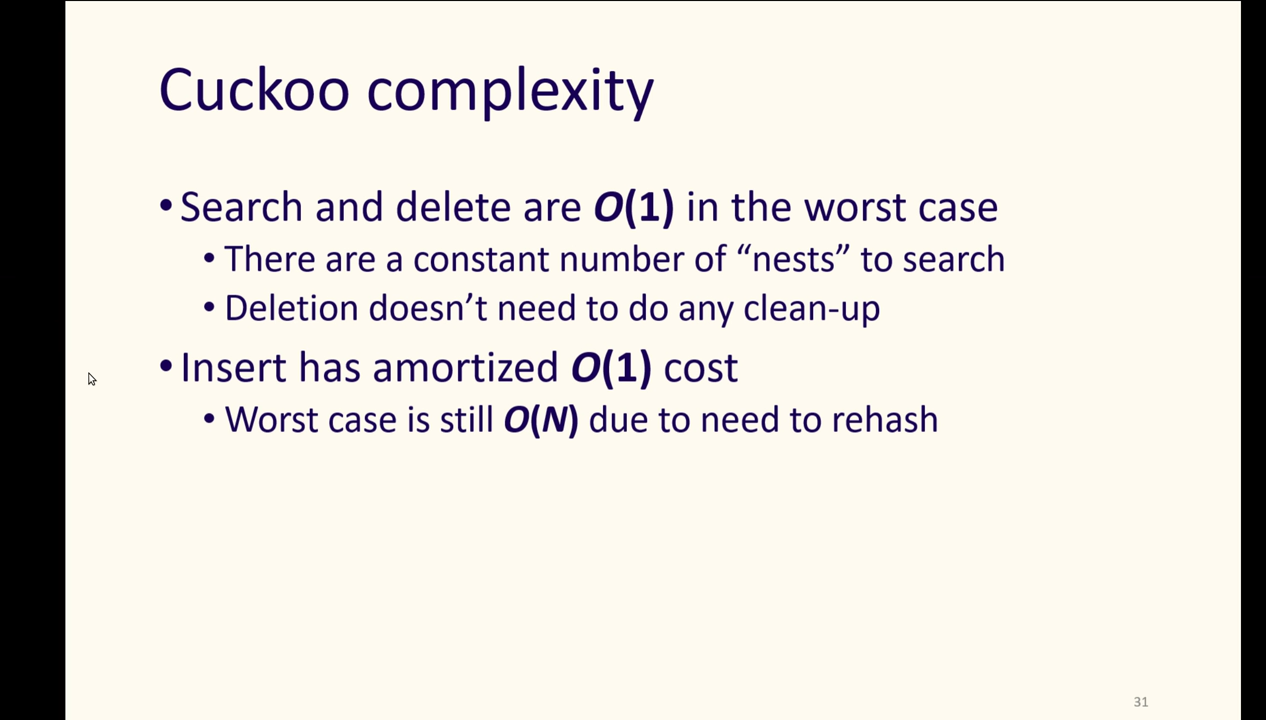 Cuckoo complexity
• Search and delete are O(1) in the worst case
• There are a constant number of “nests” to search
• Deletion doesn’t need to do any clean-up
• Insert has amortized O(1) cost
• Worst case is still O(N) due to need to rehash
31